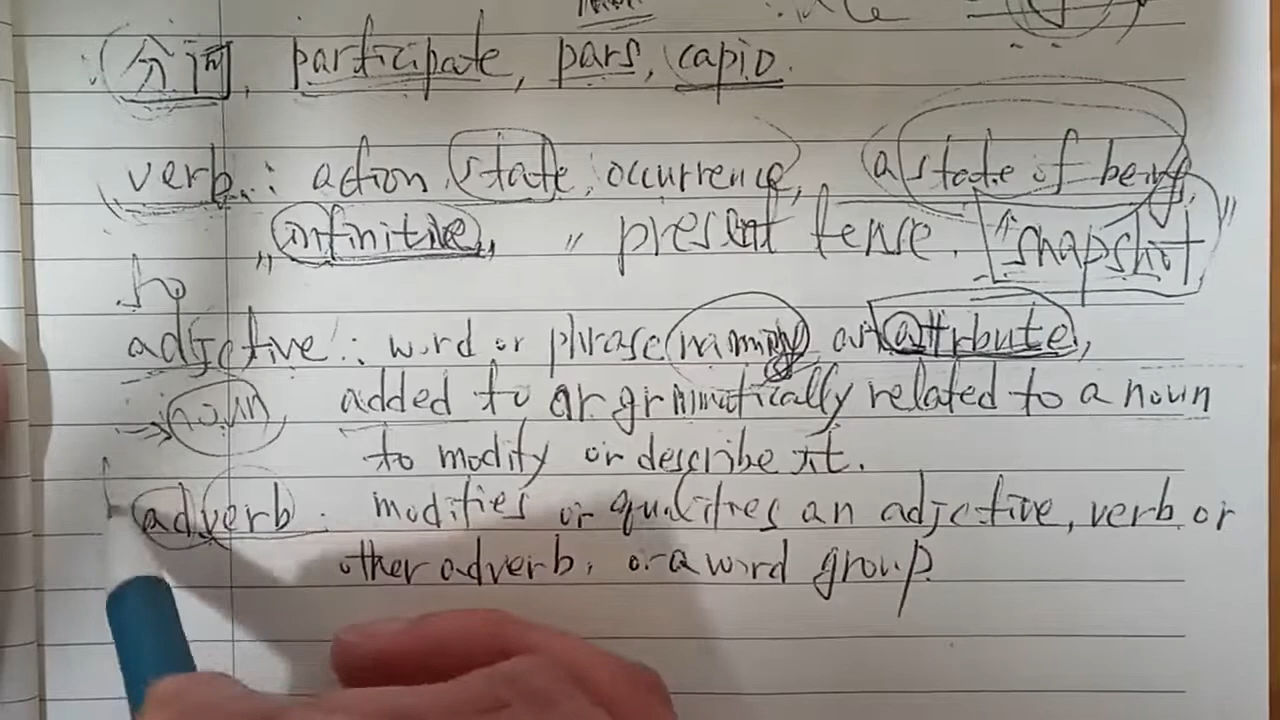 分词, participate, pars, capio.
verb: action, state, occurrence, a state of being
"infinitive", " present tense. "snapshot"
adjective: word or phrase naming an attribute,
noun, added to or grammatically related to a noun
to modify or describe it.
adverb: modifies or qualifies an adjective, verb or
other adverb, or a word group.